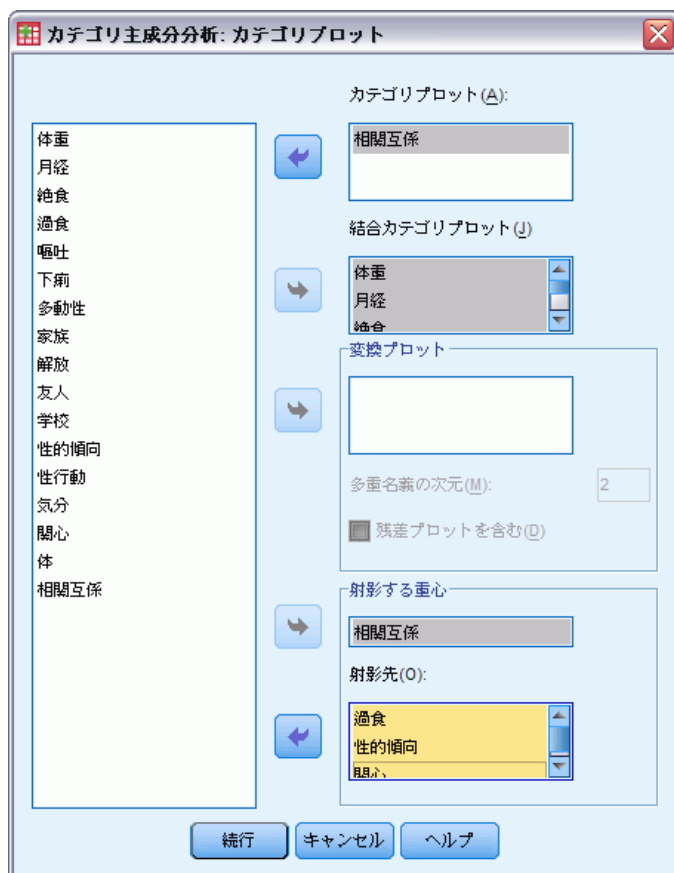 カテゴリ主成分分析: カテゴリプロット
カテゴリプロット(A):
体重
月経
絶食
過食
嘔吐
下痢
多動性
家族
解放
友人
学校
性的傾向
性行動
気分
関心
体
相関互係
相関互係
結合カテゴリプロット(J)
体重
月経
絶食
変換プロット
多重名義の次元(M):
2
残差プロットを含む(D)
射影する重心
相関互係
射影先(O):
過食
性的傾向
関心
続行
キャンセル
ヘルプ